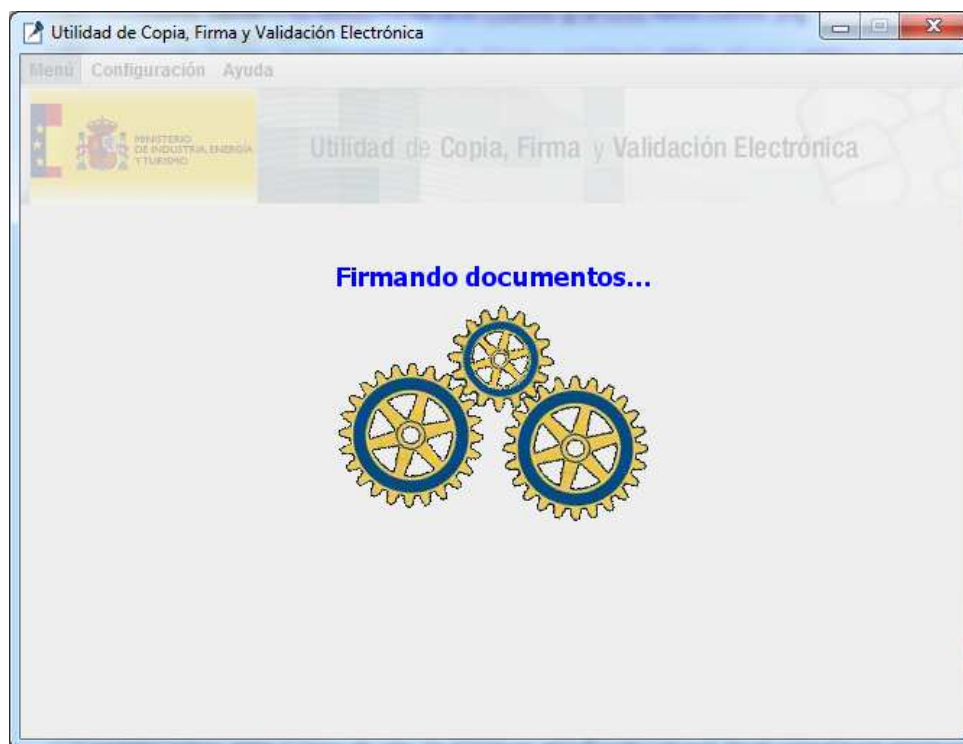 Utilidad de Copia, Firma y Validación Electrónica
Menú Configuración Ayuda
MINISTERIO
DE INDUSTRIA, ENERGÍA
Y TURISMO
Utilidad de Copia, Firma y Validación Electrónica
Firmando documentos...